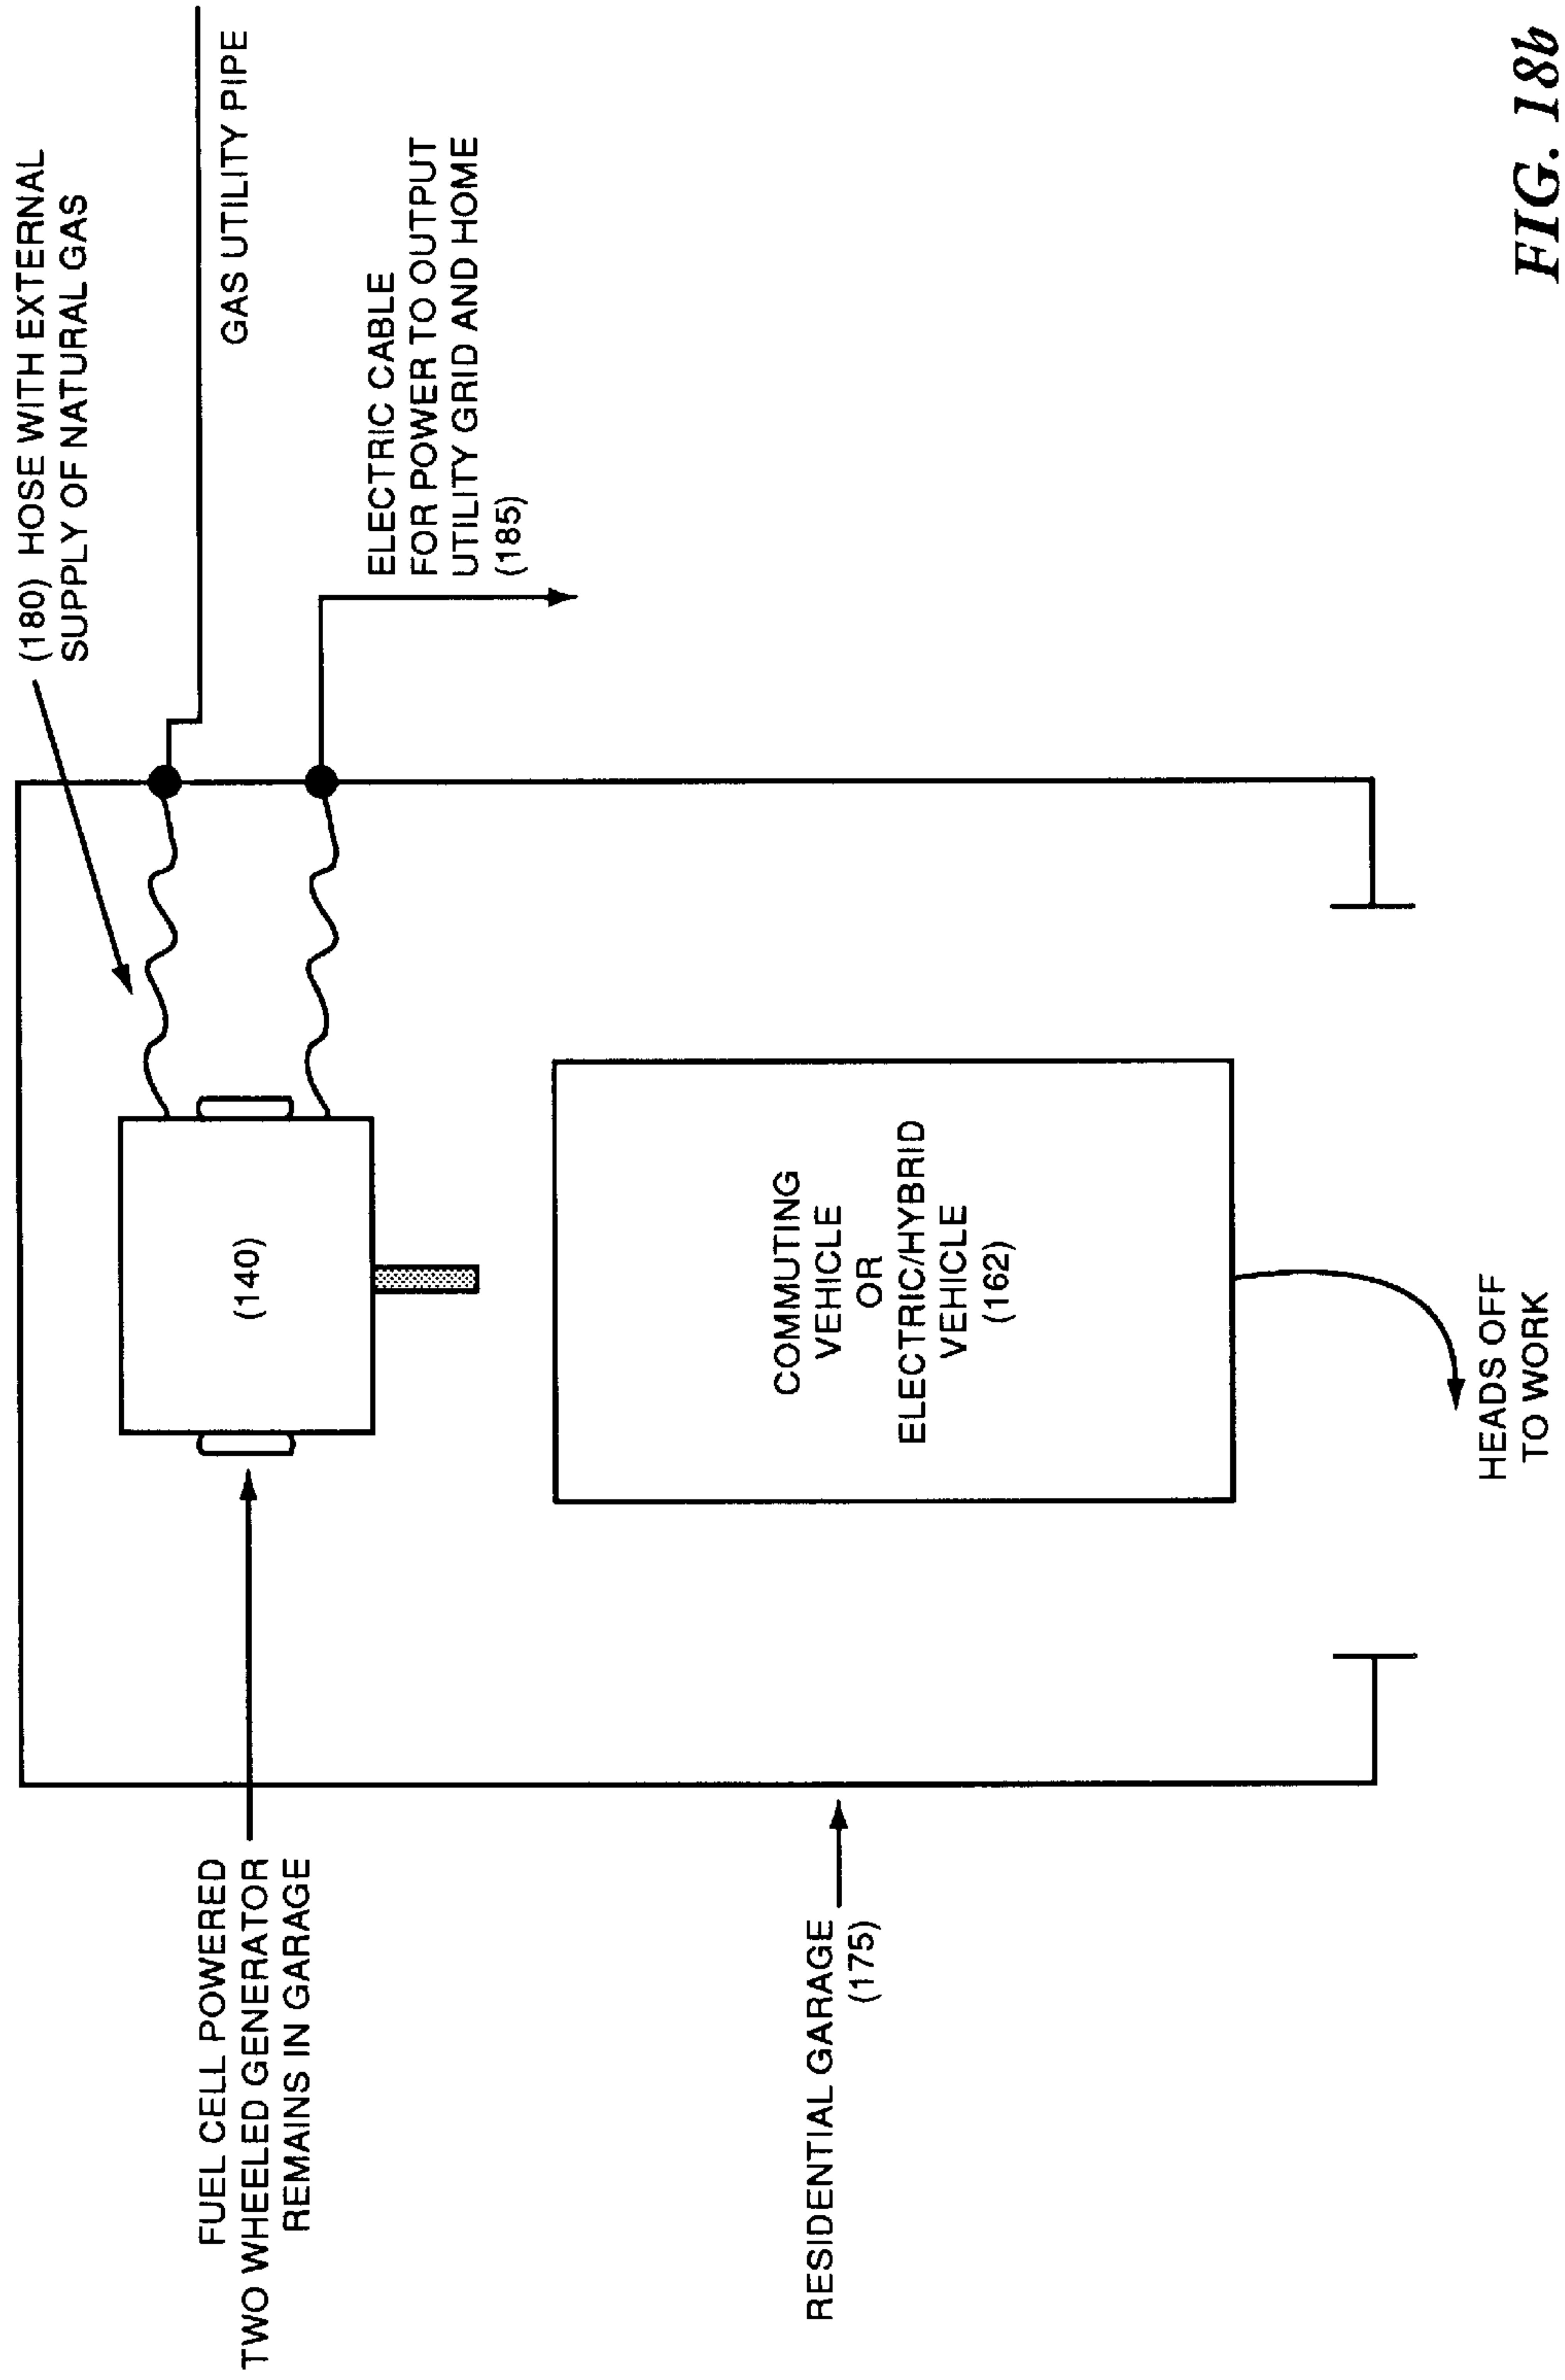 FUEL CELL POWERED
TWO WHEELED GENERATOR
REMAINS IN GARAGE
(180) HOSE WITH EXTERNAL
SUPPLY OF NATURAL GAS
GAS UTILITY PIPE
(140)
ELECTRIC CABLE
FOR POWER TO OUTPUT
UTILITY GRID AND HOME
(185)
RESIDENTIAL GARAGE
(175)
COMMUTING
VEHICLE
OR
ELECTRIC/HYBRID
VEHICLE
(162)
HEADS OFF
TO WORK
FIG. 18b